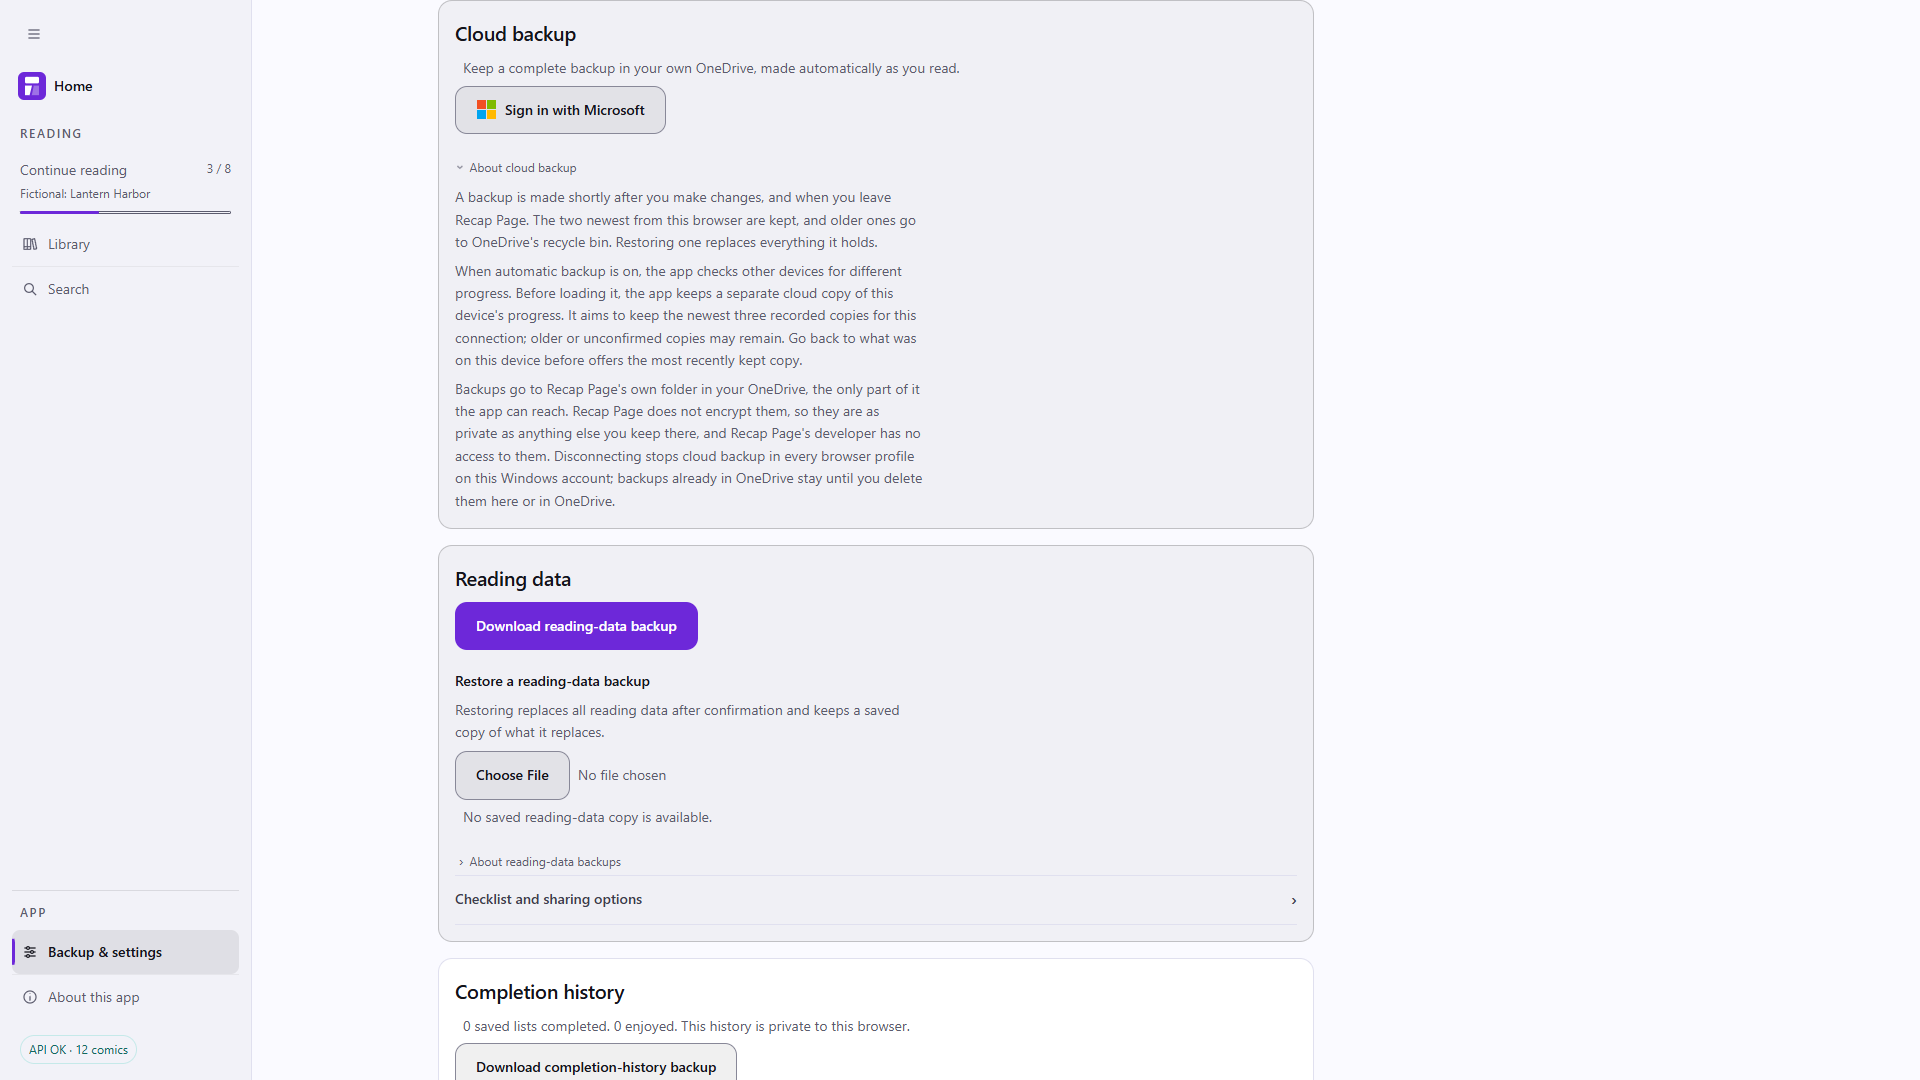 Home
READING
Continue reading
3 / 8
Fictional: Lantern Harbor
Library
Search
APP
Backup & settings
About this app
API OK · 12 comics
Cloud backup
Keep a complete backup in your own OneDrive, made automatically as you read.
Sign in with Microsoft
About cloud backup
A backup is made shortly after you make changes, and when you leave
Recap Page. The two newest from this browser are kept, and older ones go
to OneDrive's recycle bin. Restoring one replaces everything it holds.
When automatic backup is on, the app checks other devices for different
progress. Before loading it, the app keeps a separate cloud copy of this
device's progress. It aims to keep the newest three recorded copies for this
connection; older or unconfirmed copies may remain. Go back to what was
on this device before offers the most recently kept copy.
Backups go to Recap Page's own folder in your OneDrive, the only part of it
the app can reach. Recap Page does not encrypt them, so they are as
private as anything else you keep there, and Recap Page's developer has no
access to them. Disconnecting stops cloud backup in every browser profile
on this Windows account; backups already in OneDrive stay until you delete
them here or in OneDrive.
Reading data
Download reading-data backup
Restore a reading-data backup
Restoring replaces all reading data after confirmation and keeps a saved
copy of what it replaces.
Choose File
No file chosen
No saved reading-data copy is available.
About reading-data backups
Checklist and sharing options
Completion history
0 saved lists completed. 0 enjoyed. This history is private to this browser.
Download completion-history backup